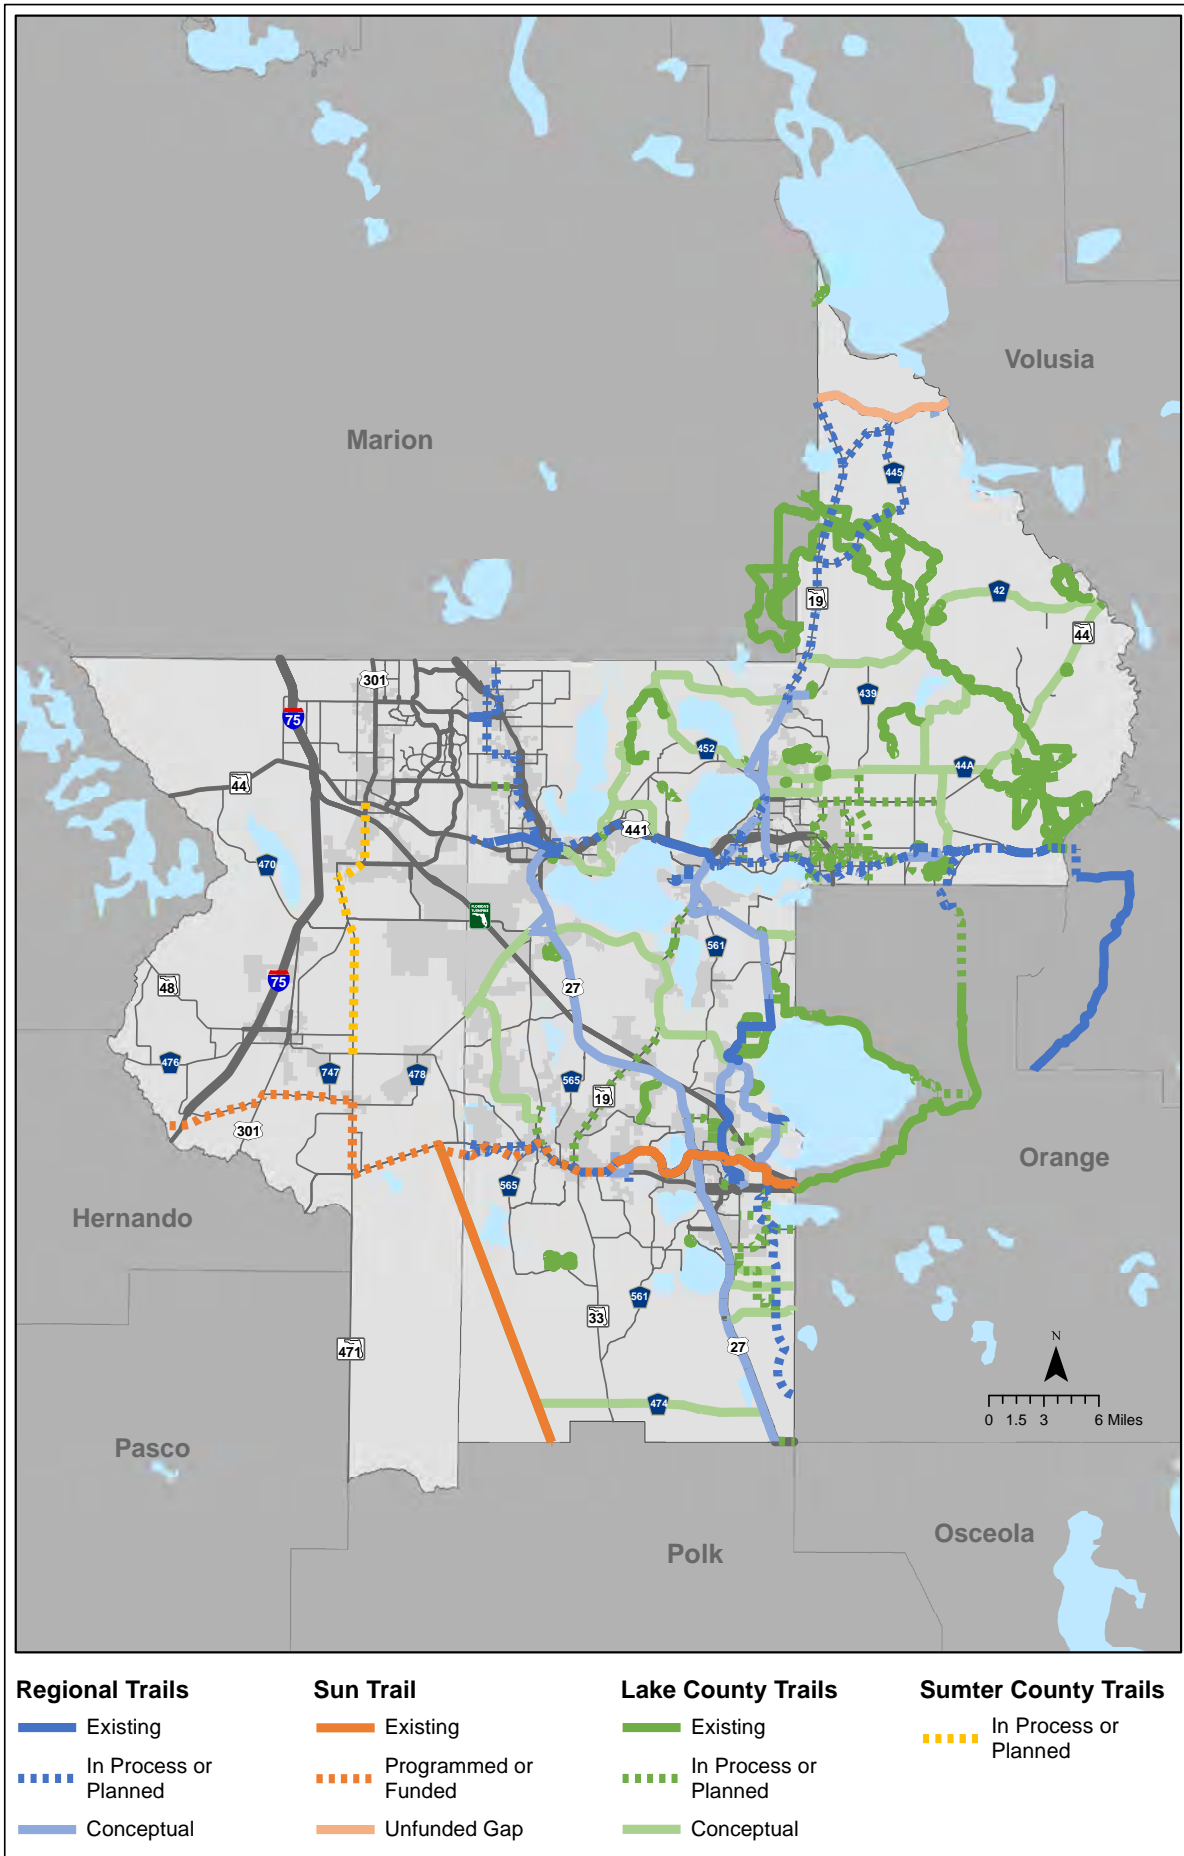 Volusia
Marion
445
42
19
44
301
439
75
452
44A
44
441
470
FLORIDA'S
TURNPIKE
561
75
48
27
476
747
478
565
19
301
Orange
565
Hernando
561
33
471
27
N
474
0 1.5 3 6 Miles
Pasco
Osceola
Polk
Regional Trails
Existing
In Process or
Planned
Conceptual
Sun Trail
Existing
Programmed or
Funded
Unfunded Gap
Lake County Trails
Existing
In Process or
Planned
Conceptual
Sumter County Trails
In Process or
Planned